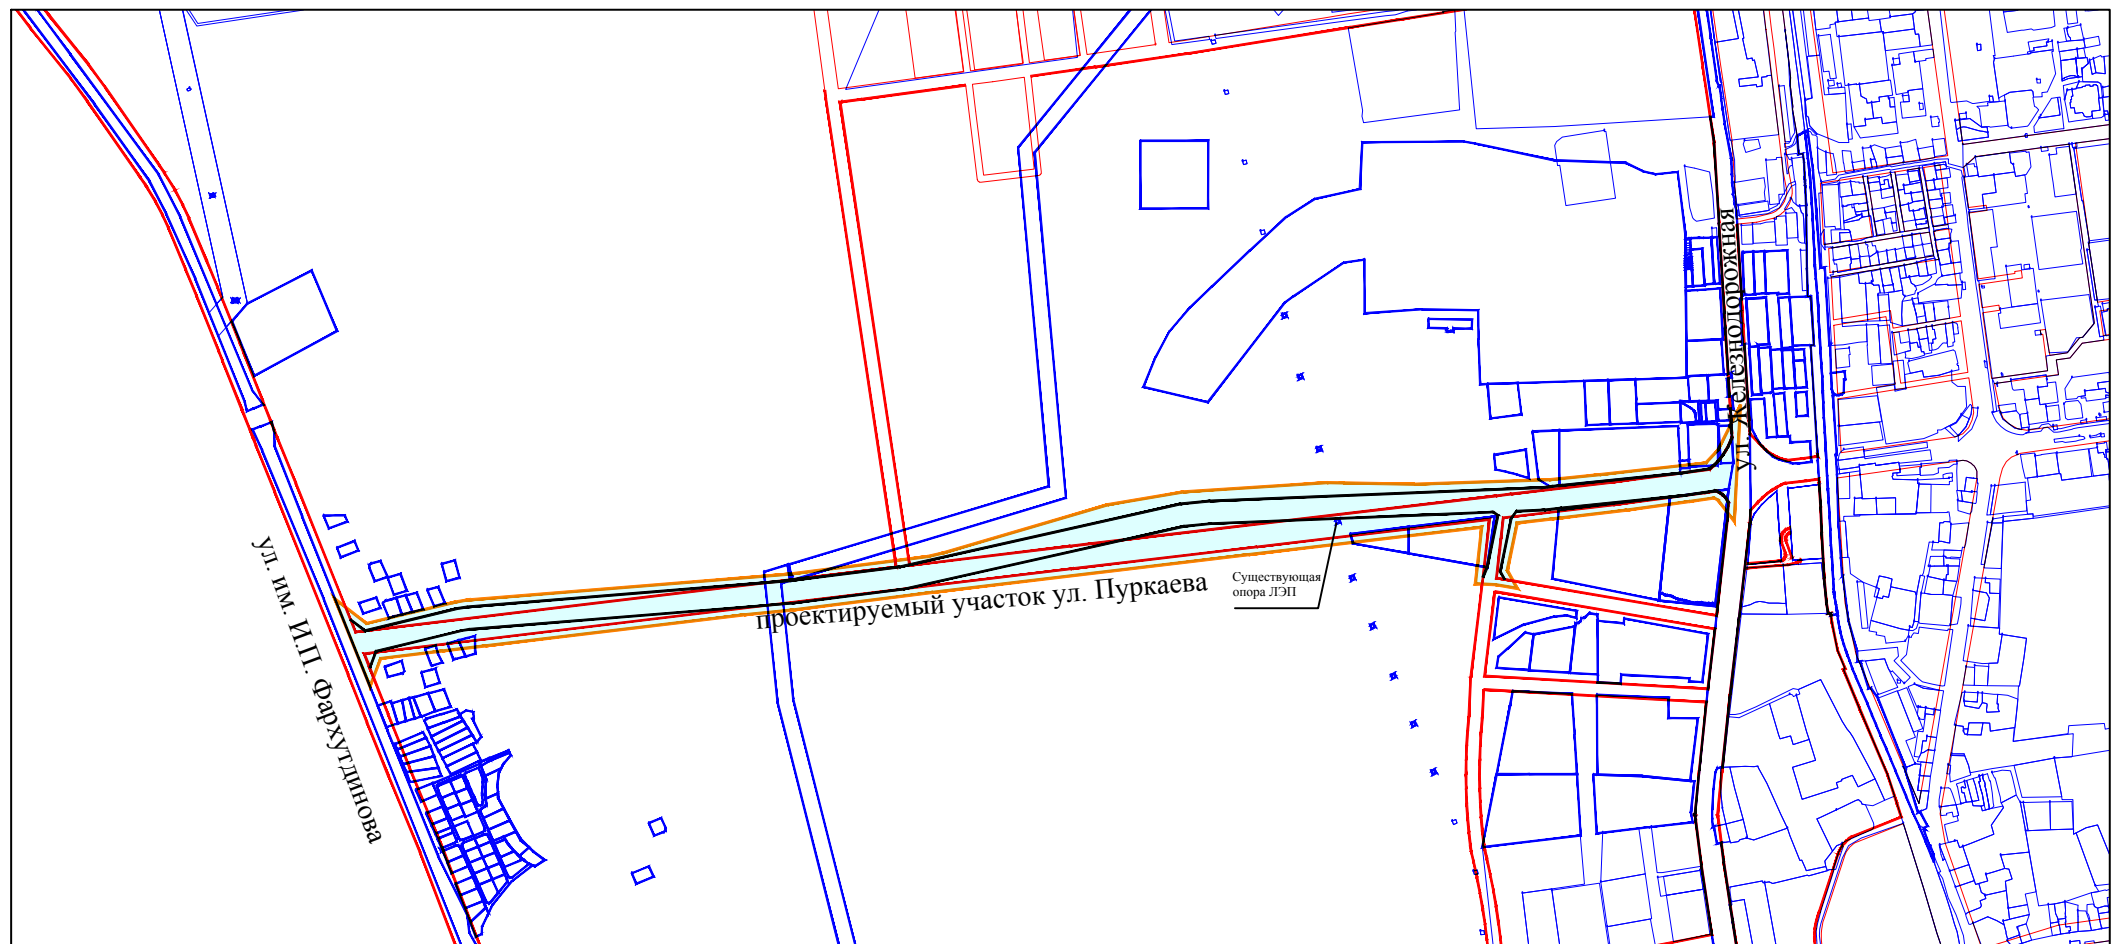 ул. Железнодорожная
ул. им. И.П. Фархутдинова
проектируемый участок ул. Пуркаева
Существующая
опора ЛЭП